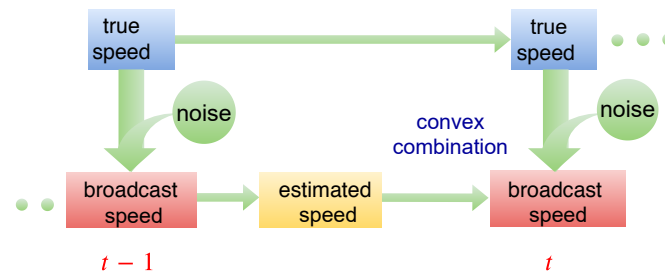 true
speed
true
speed
noise
noise
convex
combination
broadcast
speed
estimated
speed
broadcast
speed
t − 1
t